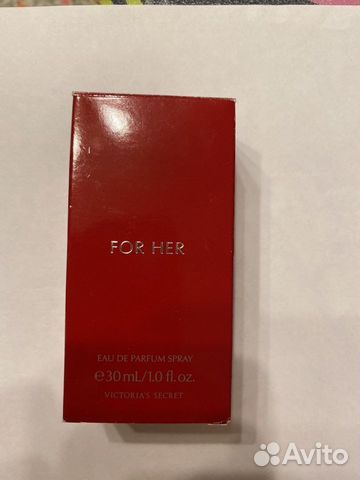 FOR HER
EAU DE PARFUM SPRAY
℮30 mL/1.0 fl.oz.
VICTORIA'S SECRET
Avito